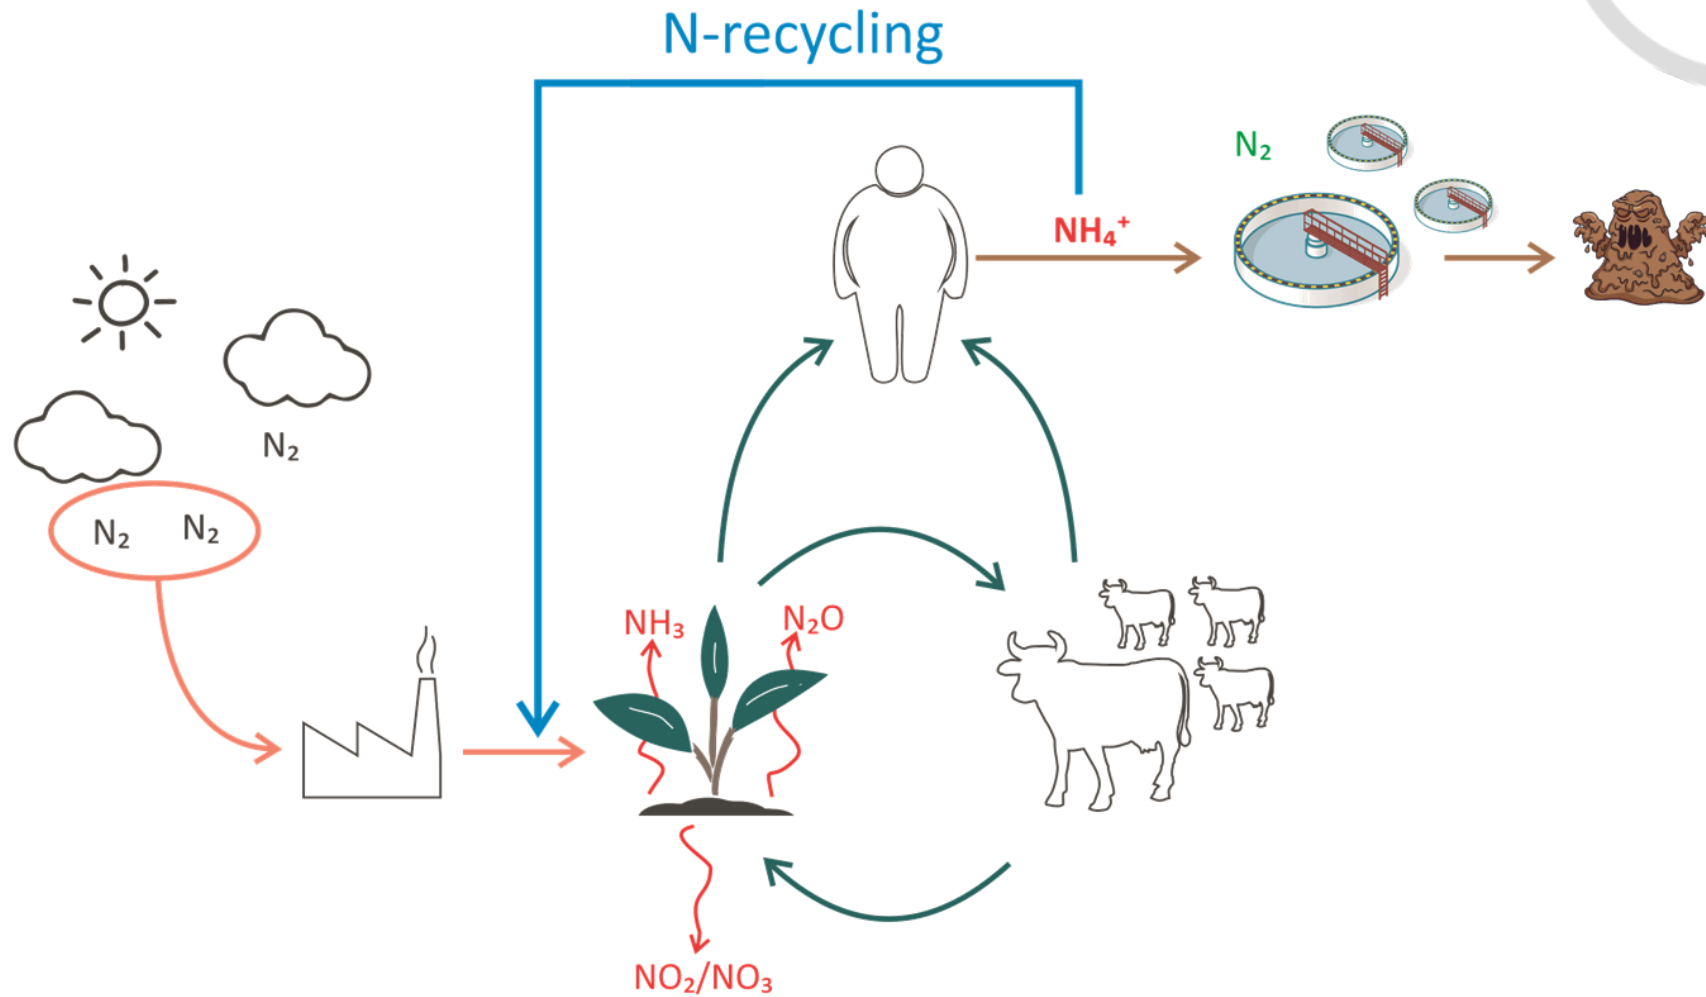 N-recycling
N₂
NH₄⁺
N₂
N₂ N₂
NH₃
N₂O
NO₂/NO₃